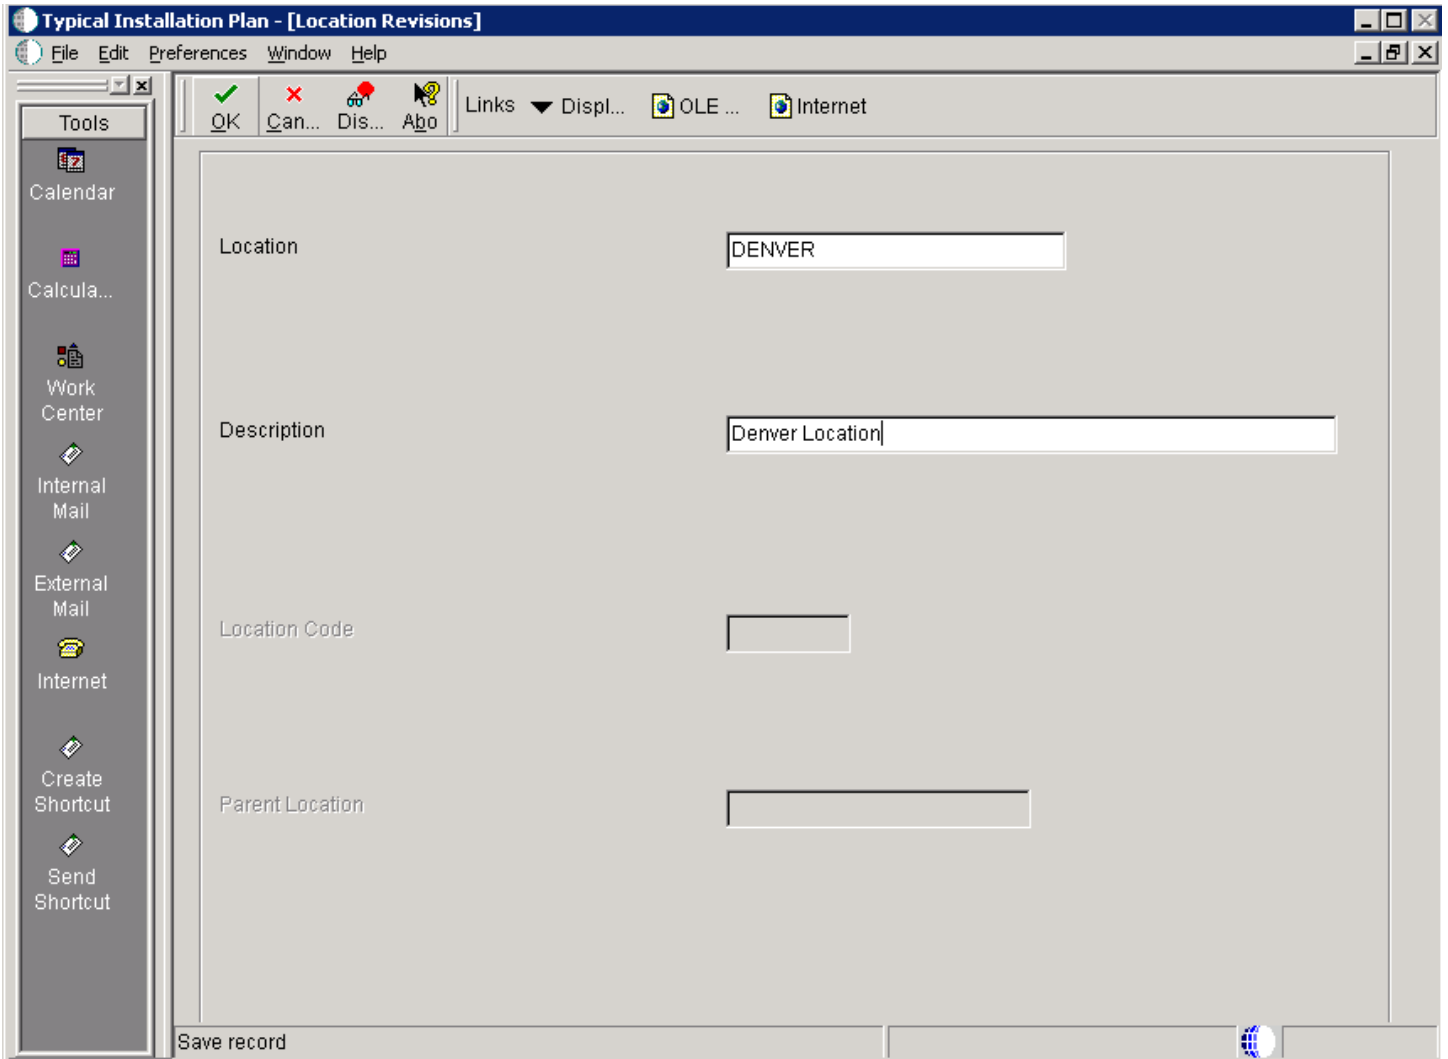 Typical Installation Plan - [Location Revisions]
File Edit Preferences Window Help
Tools
OK Can... Dis... Abo Links Displ... OLE ... Internet
Calendar
Calcula...
Work
Center
Internal
Mail
External
Mail
Internet
Create
Shortcut
Send
Shortcut
Location DENVER
Description Denver Location
Location Code
Parent Location
Save record